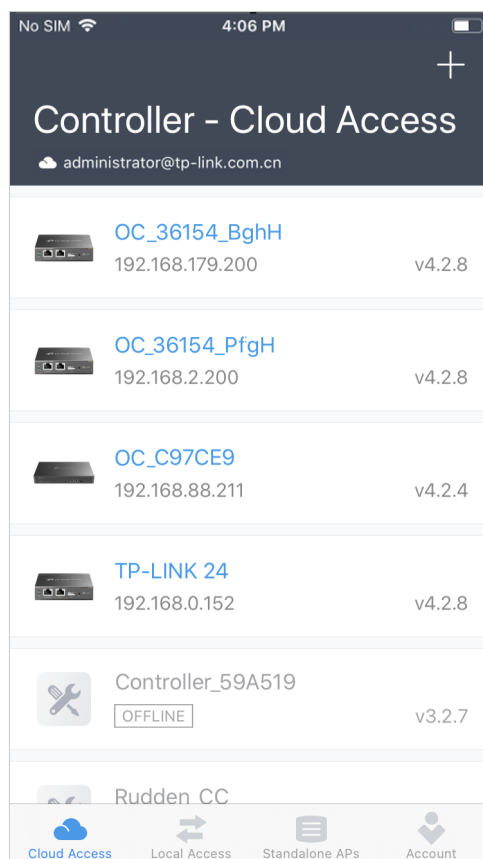 No SIM 4:06 PM
Controller - Cloud Access
administrator@tp-link.com.cn
OC_36154_BghH
192.168.179.200 v4.2.8
OC_36154_PfigH
192.168.2.200 v4.2.8
OC_C97CE9
192.168.88.211 v4.2.4
TP-LINK 24
192.168.0.152 v4.2.8
Controller_59A519
OFFLINE v3.2.7
Rudden CC
Cloud Access Local Access Standalone APs Account